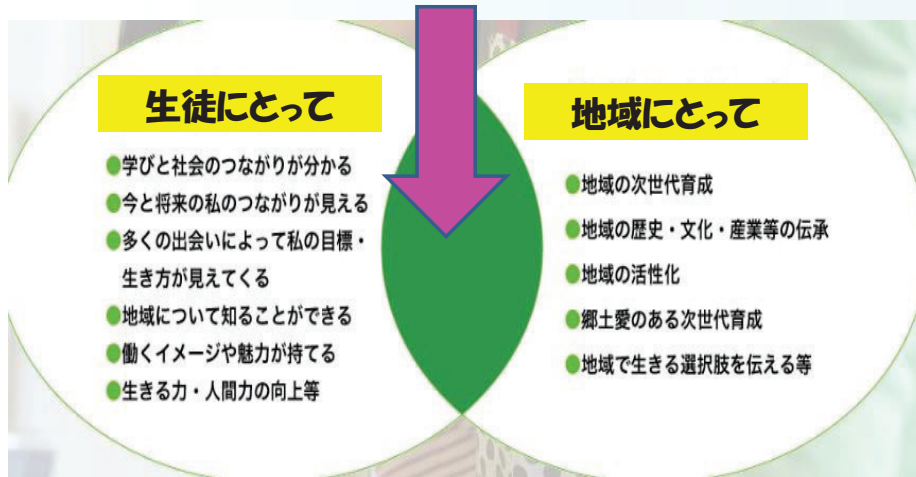 生徒にとって
●学びと社会のつながりが分かる
●今と将来の私のつながりが見える
●多くの出会いによって私の目標・
生き方が見えてくる
●地域について知ることができる
●働くイメージや魅力が持てる
●生きる力・人間力の向上等
地域にとって
●地域の次世代育成
●地域の歴史・文化・産業等の伝承
●地域の活性化
●郷土愛のある次世代育成
●地域で生きる選択肢を伝える等